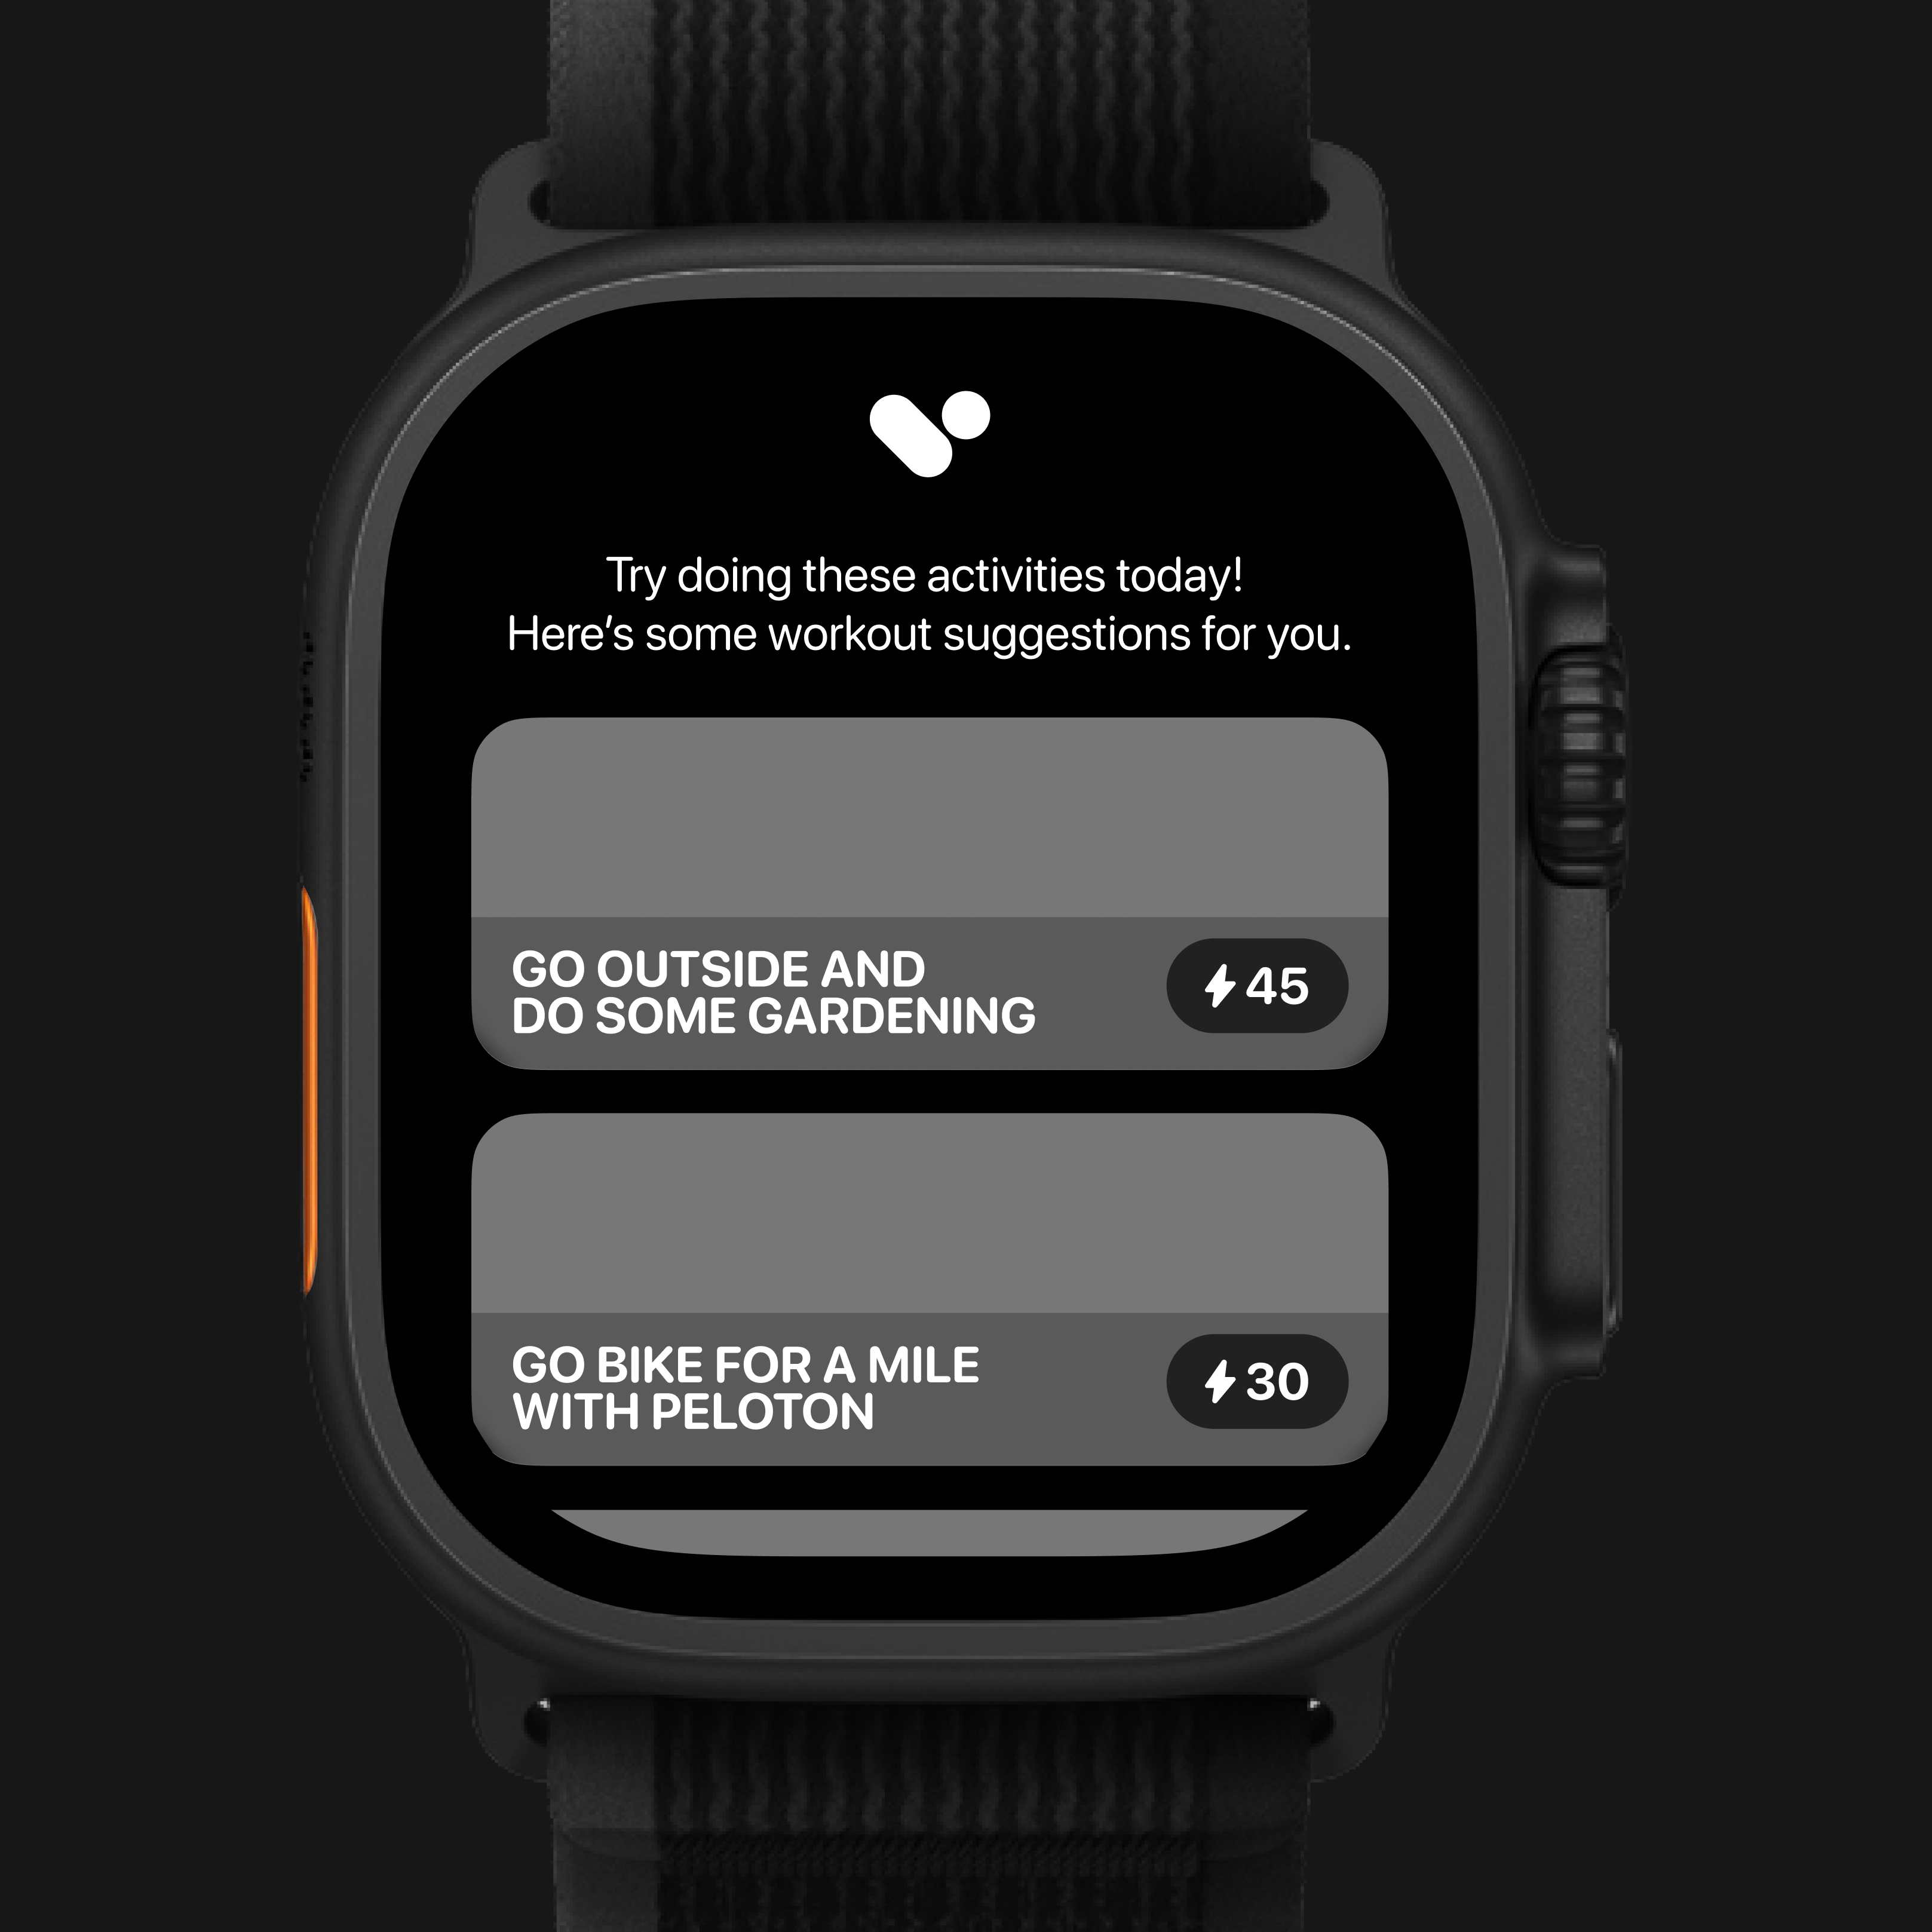 Try doing these activities today!
Here's some workout suggestions for you.
GO OUTSIDE AND
DO SOME GARDENING
45
GO BIKE FOR A MILE
WITH PELOTON
30